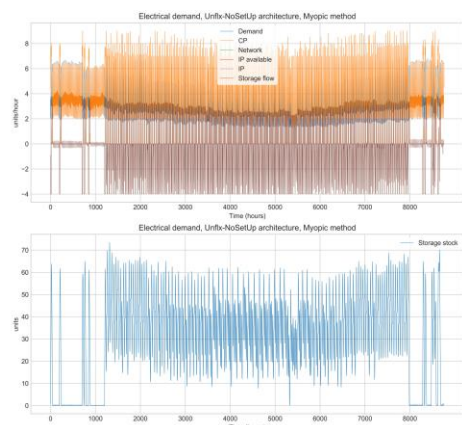 Electrical demand, Unflx-NoSetUp architecture, Myopic method
Demand
CP
Network
IP available
IP
Storage flow
units/hour
8
6
4
2
0
−2
−4
0 1000 2000 3000 4000 5000 6000 7000 8000
Time (hours)
Electrical demand, Unflx-NoSetUp architecture, Myopic method
Storage stock
units
70
60
50
40
30
20
10
0
0 1000 2000 3000 4000 5000 6000 7000 8000